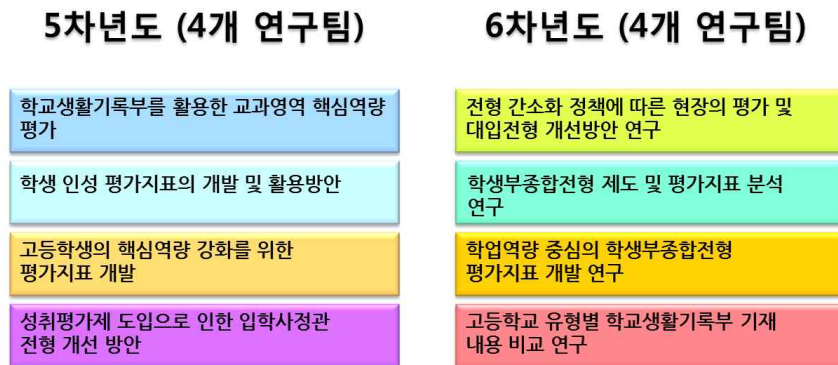 5차년도 (4개 연구팀)
학교생활기록부를 활용한 교과영역 핵심역량
평가
학생 인성 평가지표의 개발 및 활용방안
고등학생의 핵심역량 강화를 위한
평가지표 개발
성취평가제 도입으로 인한 입학사정관
전형 개선 방안
6차년도 (4개 연구팀)
전형 간소화 정책에 따른 현장의 평가 및
대입전형 개선방안 연구
학생부종합전형 제도 및 평가지표 분석
연구
학업역량 중심의 학생부종합전형
평가지표 개발 연구
고등학교 유형별 학교생활기록부 기재
내용 비교 연구